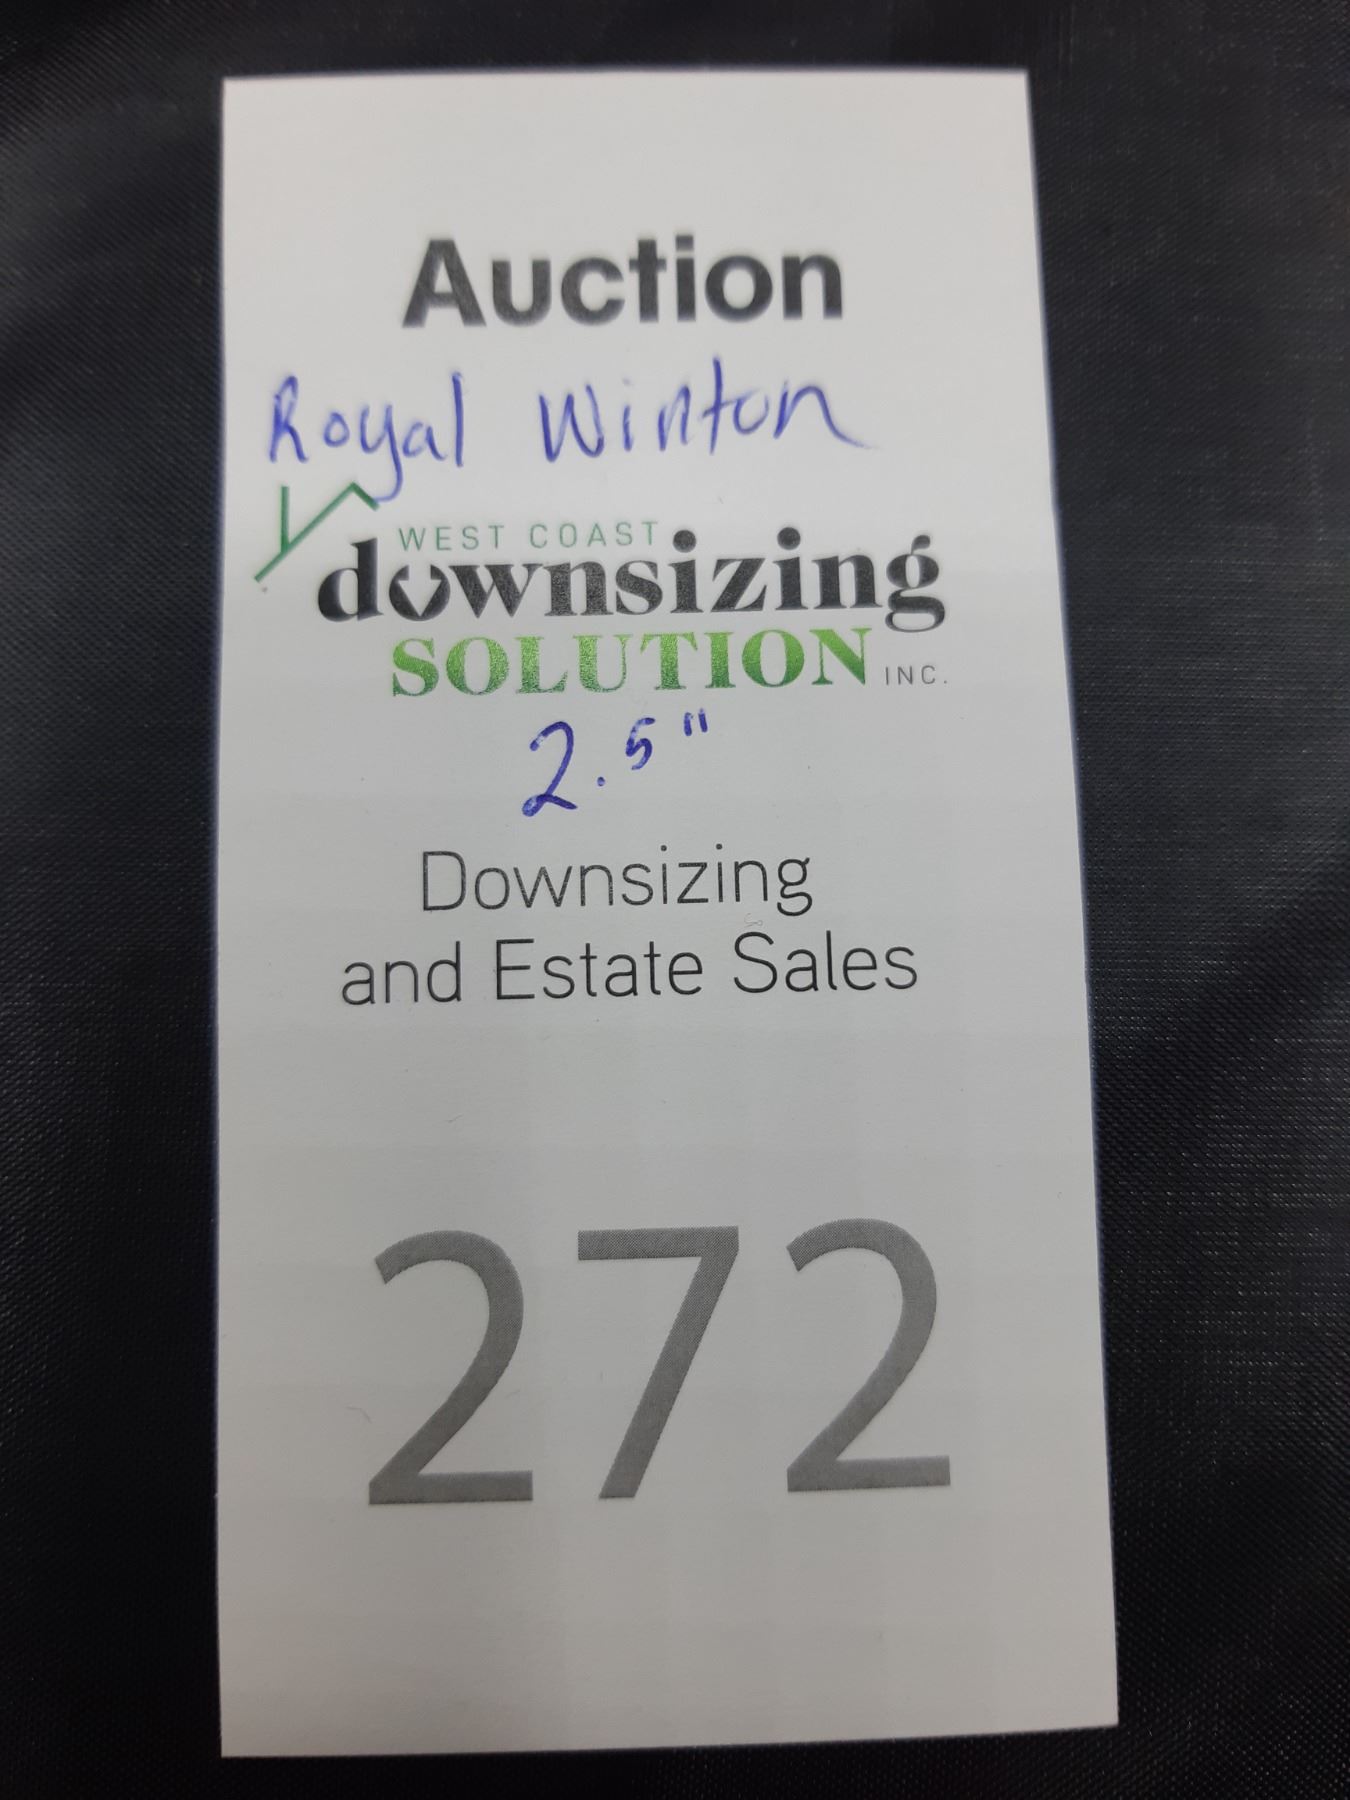 Auction
Royal Winton
WEST COAST
downsizing
SOLUTION INC.
2.5"
Downsizing
and Estate Sales
272